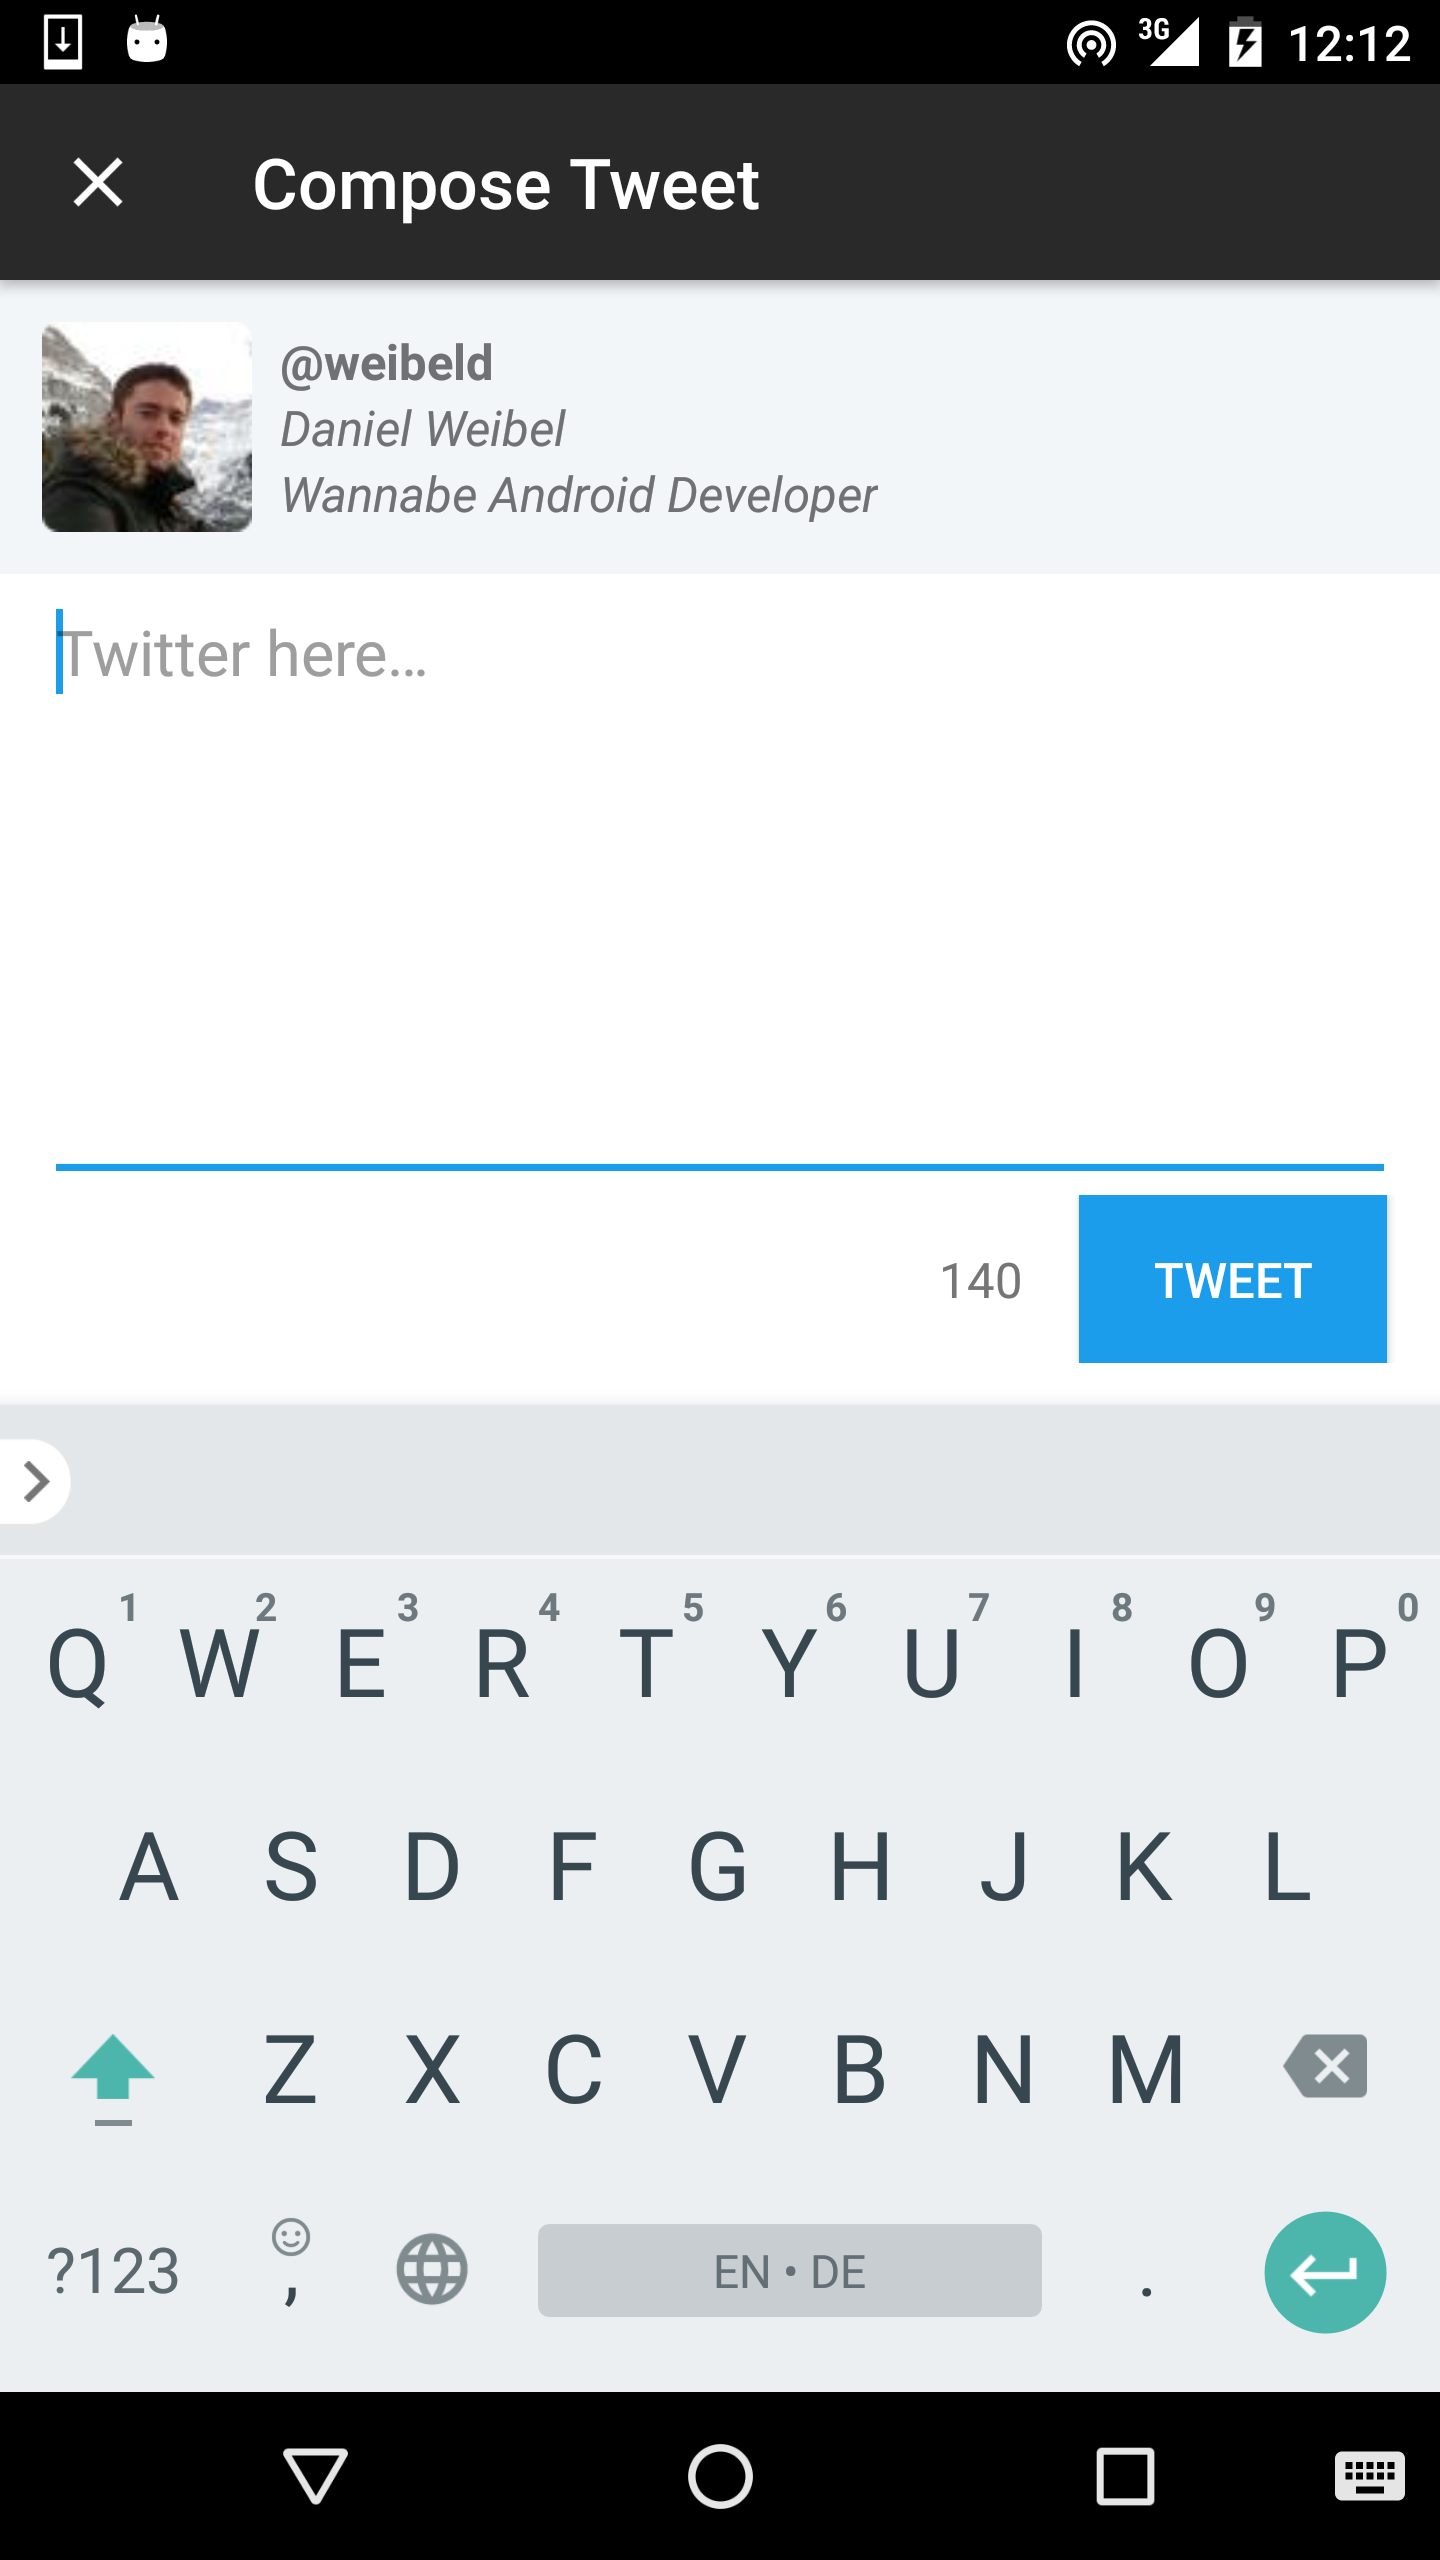 3G 12:12
Compose Tweet
@weibeld
Daniel Weibel
Wannabe Android Developer
Twitter here...
140 TWEET
1 2 3 4 5 6 7 8 9 0
Q W E R T Y U I O P
A S D F G H J K L
Z X C V B N M
?123 , EN • DE .